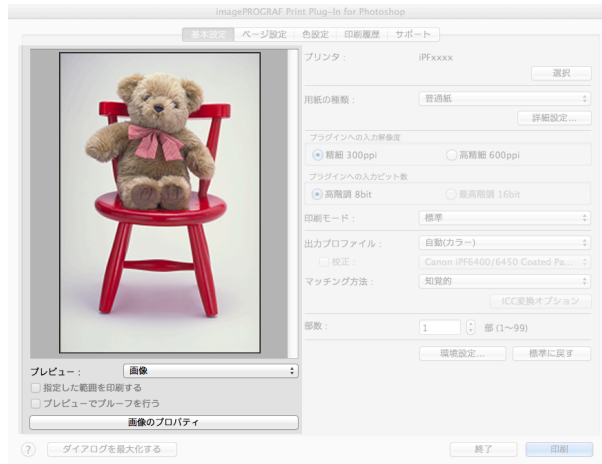 imagePROGRAF Print Plug-In for Photoshop
基本設定 ページ設定 色設定 印刷履歴 サポート
プリンタ： iPFxxxx
選択
用紙の種類： 普通紙
詳細設定...
プラグインへの入力解像度
精細 300ppi 高精細 600ppi
プラグインへの入力ビット数
高階調 8bit 最高階調 16bit
印刷モード： 標準
出力プロファイル： 自動(カラー)
校正： Canon iPF6400/6450 Coated Pa...
マッチング方法： 知覚的
ICC変換オプション
部数： 1 部 (1〜99)
環境設定... 標準に戻す
プレビュー： 画像
指定した範囲を印刷する
プレビューでプルーフを行う
画像のプロパティ
? ダイアログを最大化する 終了 印刷